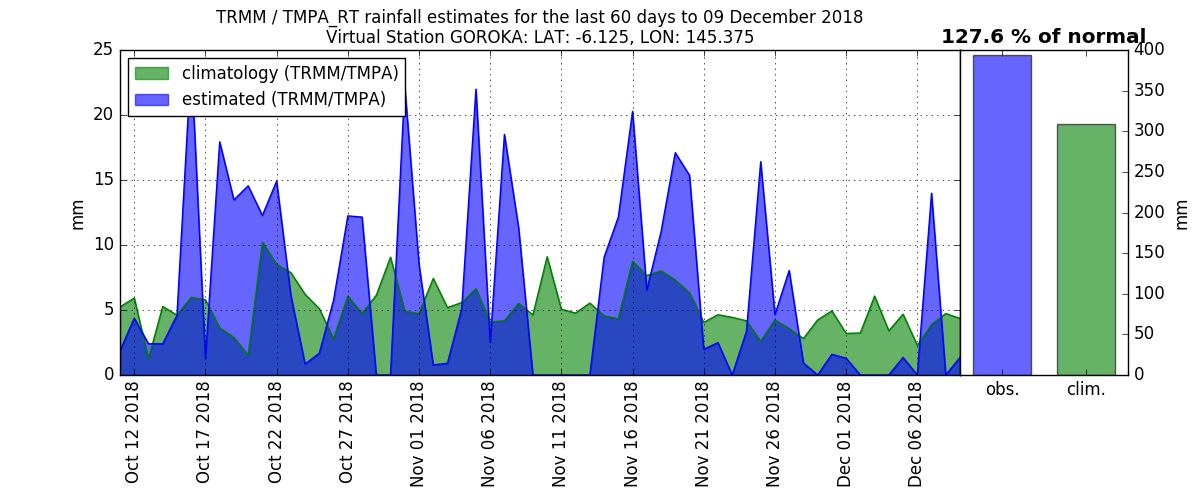 TRMM / TMPA_RT rainfall estimates for the last 60 days to 09 December 2018
Virtual Station GOROKA: LAT: -6.125, LON: 145.375
127.6 % of normal
climatology (TRMM/TMPA)
estimated (TRMM/TMPA)
25
20
15
10
5
0
mm
Oct 12 2018
Oct 17 2018
Oct 22 2018
Oct 27 2018
Nov 01 2018
Nov 06 2018
Nov 11 2018
Nov 16 2018
Nov 21 2018
Nov 26 2018
Dec 01 2018
Dec 06 2018
400
350
300
250
200
150
100
50
0
mm
obs.
clim.